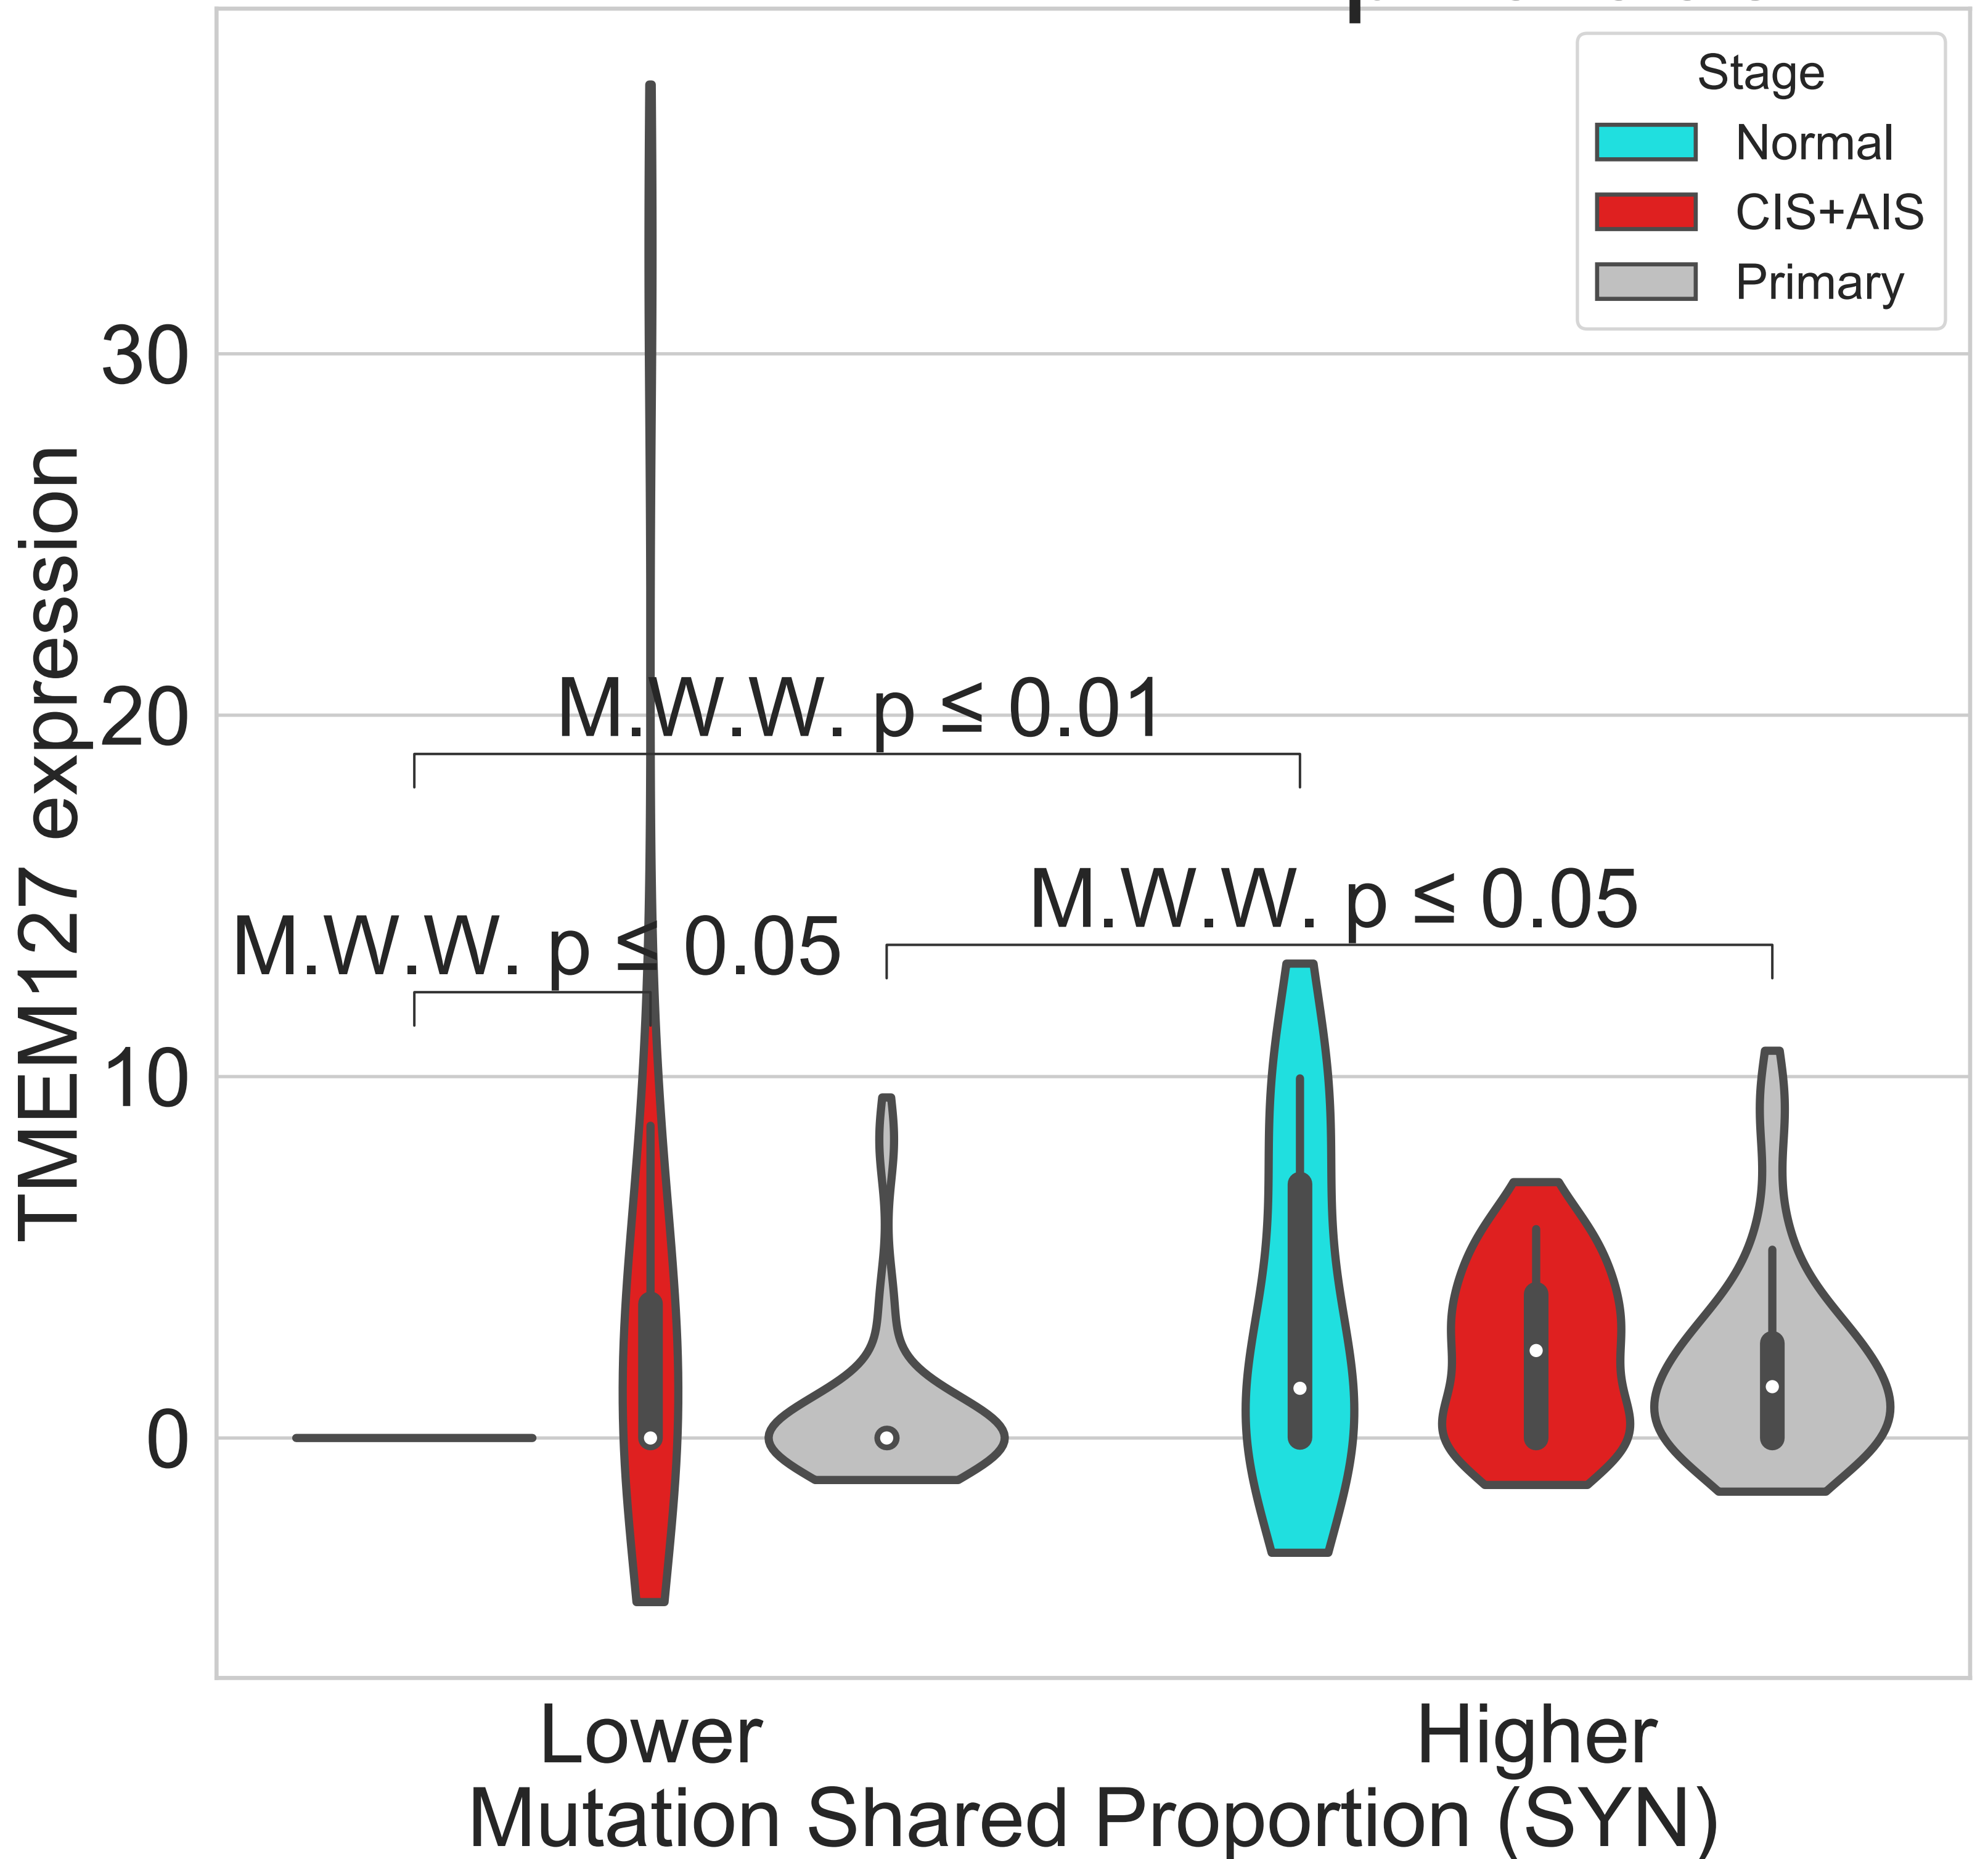 Stage
Normal
CIS+AIS
Primary
TMEM127 expression
30
20
10
0
M.W.W. p ≤ 0.01
M.W.W. p ≤ 0.05
M.W.W. p ≤ 0.05
Lower
Higher
Mutation Shared Proportion (SYN)